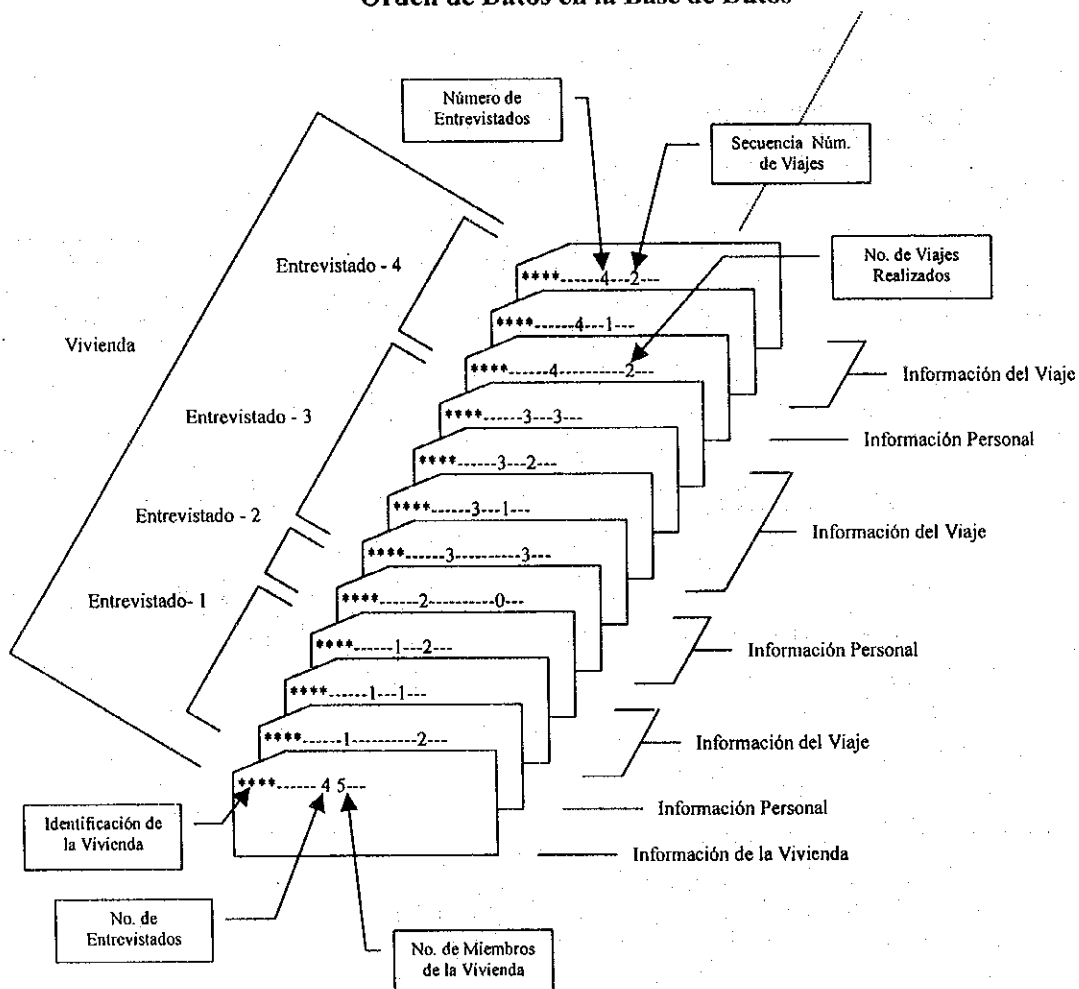 Orden de Datos en la Base de Datos
Número de
Entrevistados
Secuencia Núm.
de Viajes
No. de Viajes
Realizados
Entrevistado - 4
****------4---2---
****------4---1---
Vivienda
****------4----------2---
Información del Viaje
Entrevistado - 3
****------3---3---
Información Personal
****------3---2---
Entrevistado - 2
****------3---1---
Información del Viaje
****------3----------3---
Entrevistado- 1
****------2----------0---
****------1---2---
Información Personal
****------1---1---
****------1----------2---
Información del Viaje
****------4 5---
Identificación de
la Vivienda
Información Personal
Información de la Vivienda
No. de
Entrevistados
No. de Miembros
de la Vivienda